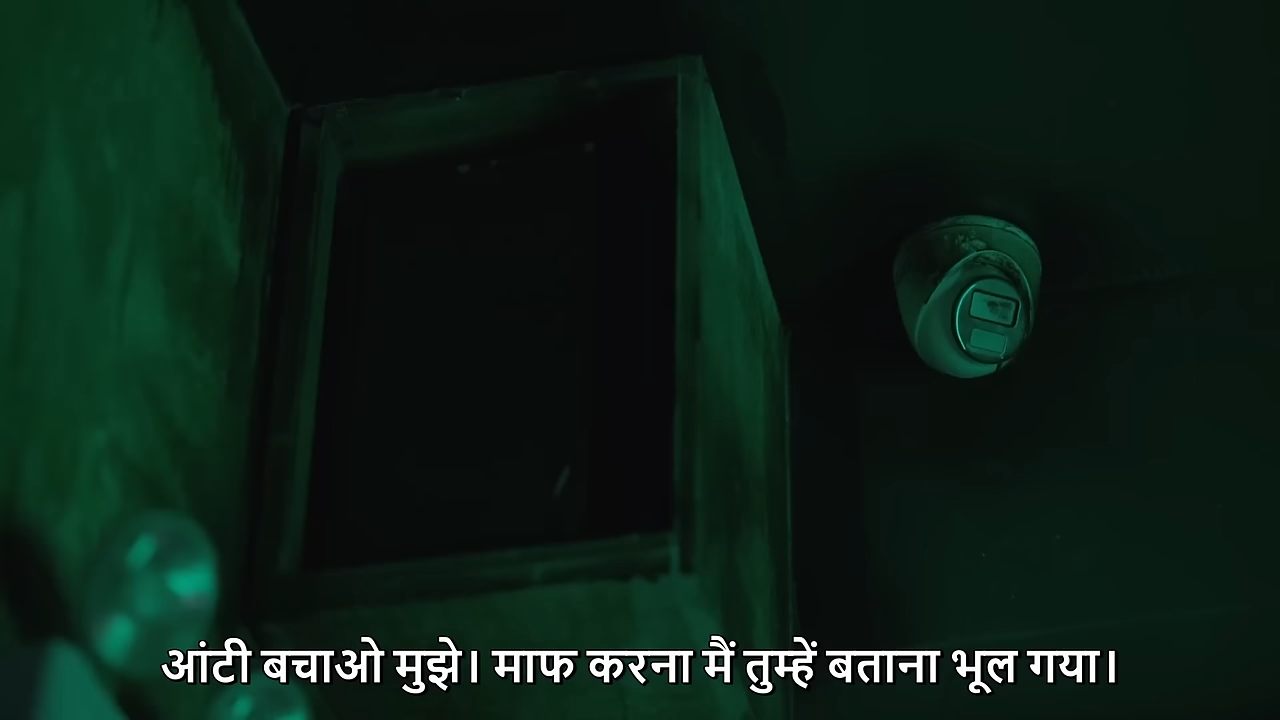 आंटी बचाओ मुझे। माफ करना मैं तुम्हें बताना भूल गया।